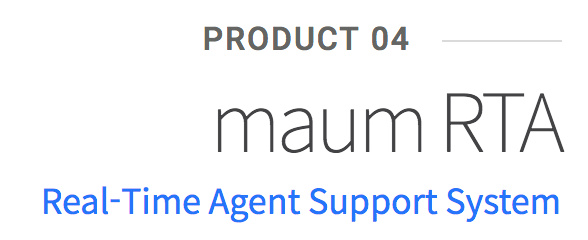 PRODUCT 04
maum RTA
Real-Time Agent Support System